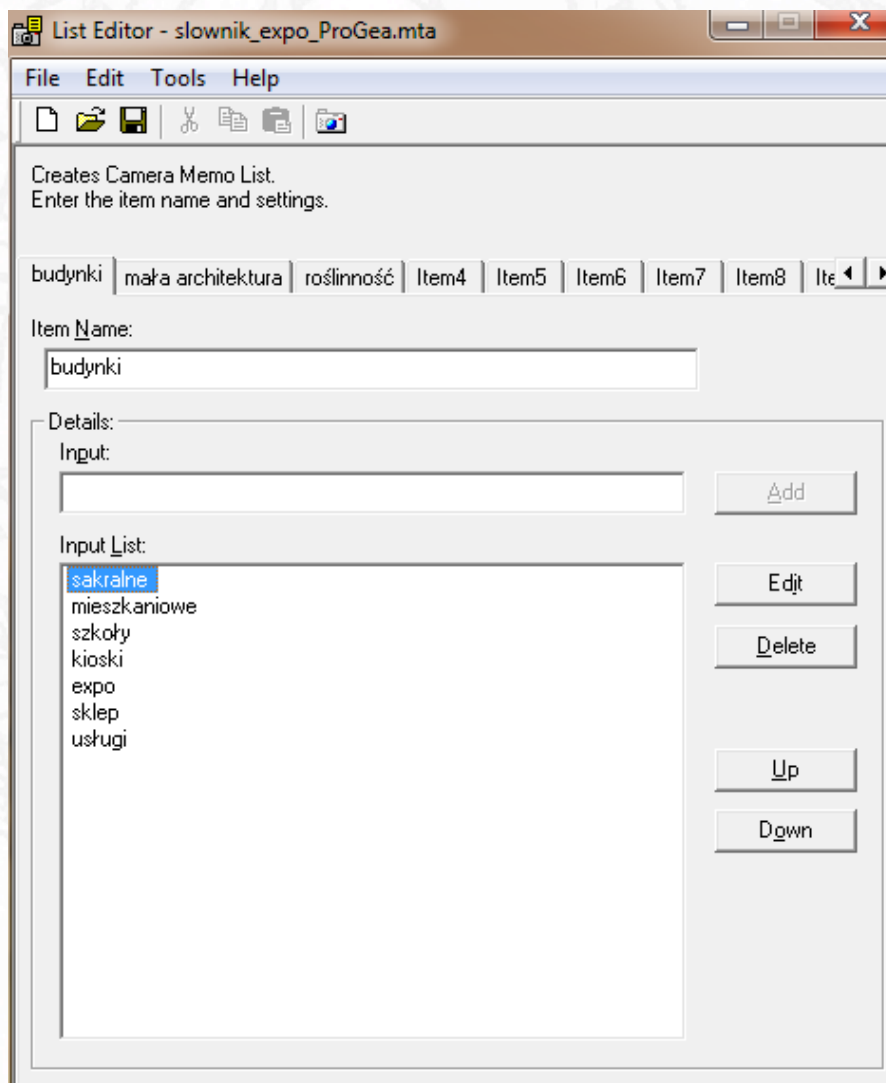 List Editor - slownik_expo_ProGea.mta
File Edit Tools Help
Creates Camera Memo List.
Enter the item name and settings.
budynki mała architektura roślinność Item4 Item5 Item6 Item7 Item8
Item Name:
budynki
Details:
Input:
Add
Input List:
sakralne
mieszkaniowe
szkoły
kioski
expo
sklep
usługi
Edit
Delete
Up
Down